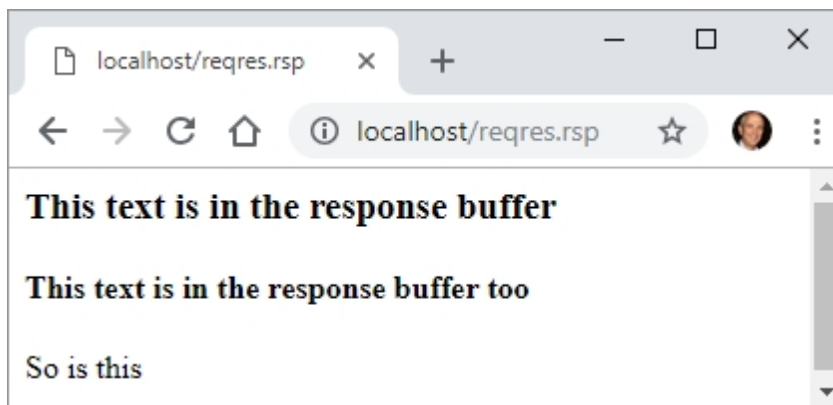 localhost/reqres.rsp
localhost/reqres.rsp
This text is in the response buffer
This text is in the response buffer too
So is this